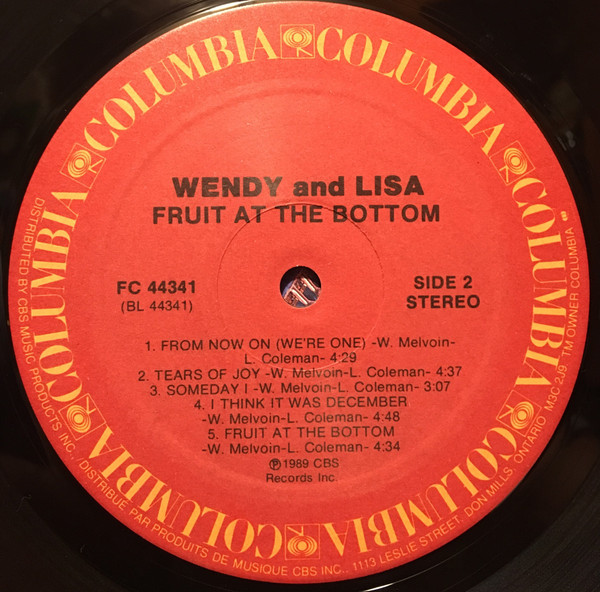 COLUMBIA COLUMBIA COLUMBIA COLUMBIA COLUMBIA COLUMBIA
WENDY and LISA
FRUIT AT THE BOTTOM
FC 44341
(BL 44341)
SIDE 2
STEREO
1. FROM NOW ON (WE'RE ONE) -W. Melvoin-
L. Coleman- 4:29
2. TEARS OF JOY -W. Melvoin-L. Coleman- 4:37
3. SOMEDAY I -W. Melvoin-L. Coleman- 3:07
4. I THINK IT WAS DECEMBER
-W. Melvoin-L. Coleman- 4:48
5. FRUIT AT THE BOTTOM
-W. Melvoin-L. Coleman- 4:34
Ⓟ1989 CBS
Records Inc.
DISTRIBUTED BY CBS MUSIC PRODUCTS INC., DISTRIBUE PAR PRODUITS DE MUSIQUE CBS INC., 1113 LESLIE STREET, DON MILLS, ONTARIO M3C 2J9 TM OWNER COLUMBIA